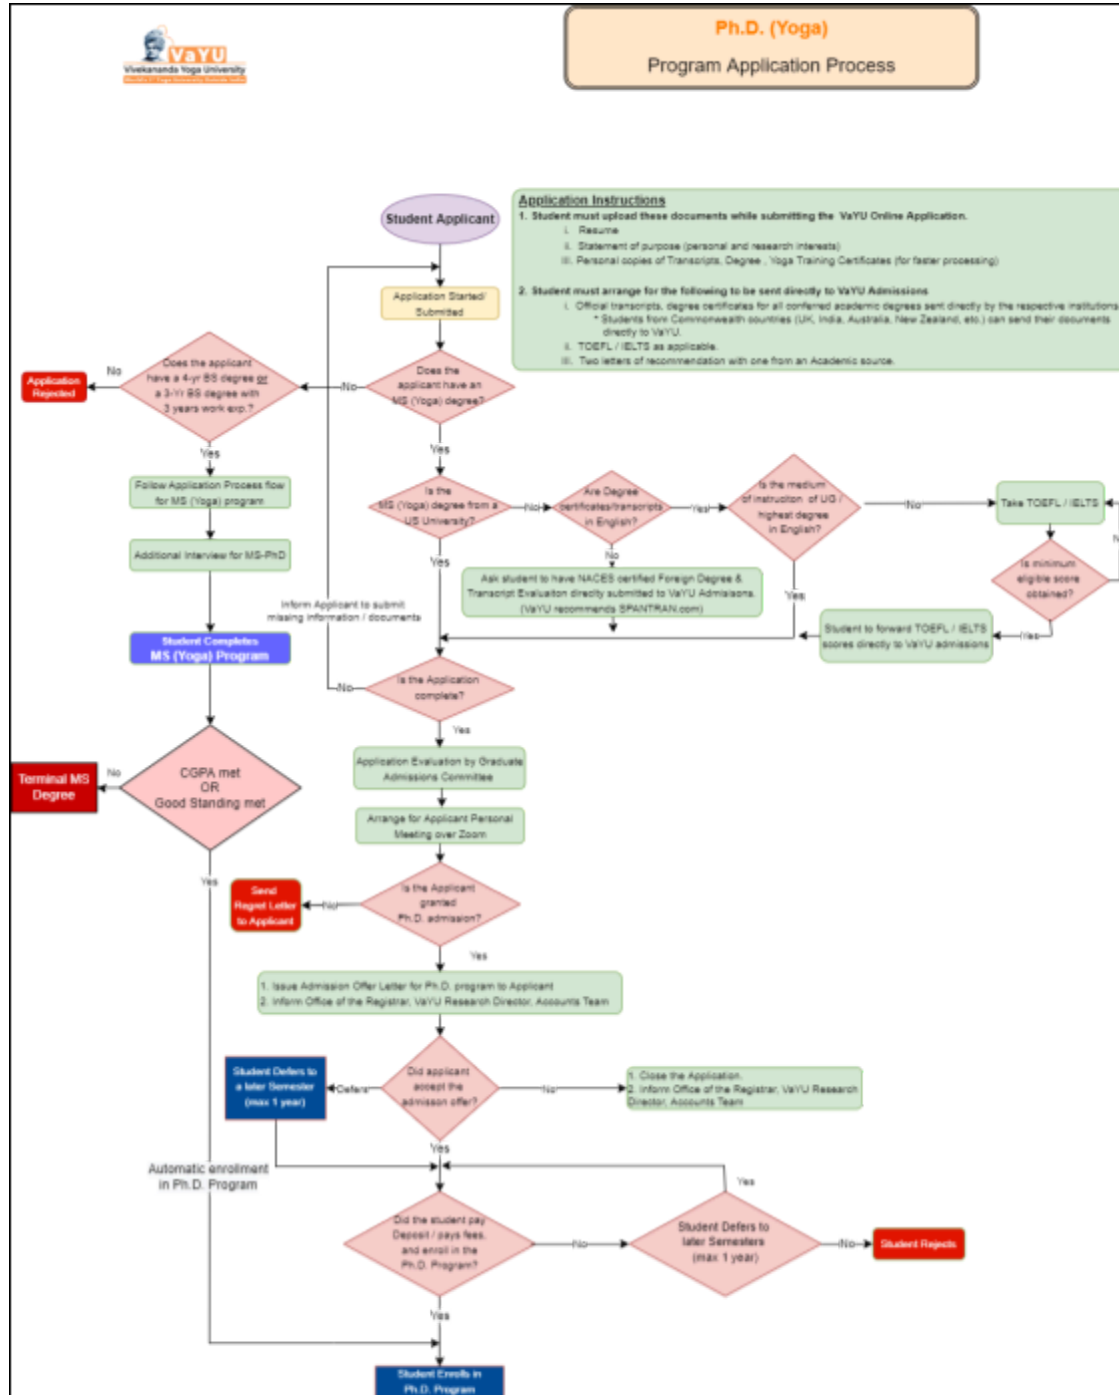 VaYU
Vivekananda Yoga University
Ph.D. (Yoga)
Program Application Process
Student Applicant
Application Instructions
1. Student must upload these documents while submitting the VaYU Online Application.
i. Resume
ii. Statement of purpose (personal and research interests)
iii. Personal copies of Transcripts, Degree , Yoga Training Certificates (for faster processing)
2. Student must arrange for the following to be sent directly to VaYU Admissions
i. Official transcripts, degree certificates for all conferred academic degrees sent directly by the respective institutions
* Students from Commonwealth countries (UK, India, Australia, New Zealand, etc.) can send their documents
directly to VaYU.
ii. TOEFL / IELTS as applicable.
iii. Two letters of recommendation with one from an Academic source.
Application Started/
Submitted
Does the applicant
have a 4-yr BS degree or
a 3-Yr BS degree with
3 years work exp.?
No
Application
Rejected
Does the
applicant have an
MS (Yoga) degree?
No
Yes
Yes
Follow Application Process flow
for MS (Yoga) program
Is the
MS (Yoga) degree from a
US University?
No
Are Degree
certificates/transcripts
in English?
Yes
Is the medium
of instruction of UG /
highest degree
in English?
No
Take TOEFL / IELTS
Additional Interview for MS-PhD
Yes
No
Ask student to have NACES certified Foreign Degree &
Transcript Evaluaiton direclty submitted to VaYU Admisisons.
(VaYU recommends SPANTRAN.com)
Yes
Is minimum
eligible score
obtained?
Inform Applicant to submit
missing information / documents
Student Completes
MS (Yoga) Program
Student to forward TOEFL / IELTS
scores directly to VaYU admissions
Yes
Is the Application
complete?
No
Yes
CGPA met
OR
Good Standing met
No
Terminal MS
Degree
Application Evaluation by Graduate
Admissions Committee
Arrange for Applicant Personal
Meeting over Zoom
Yes
Is the Applicant
granted
Ph.D. admission?
No
Send
Regret Letter
to Applicant
Yes
1. Issue Admission Offer Letter for Ph.D. program to Applicant
2. Inform Office of the Registrar, VaYU Research Director, Accounts Team
Student Defers to
a later Semester
(max 1 year)
Defers
Did applicant
accept the
admisson offer?
No
1. Close the Application.
2. Inform Office of the Registrar, VaYU Research
Director, Accounts Team
Yes
Automatic enrollment
in Ph.D. Program
Did the student pay
Deposit / pays fees,
and enroll in the
Ph.D. Program?
No
Student Defers to
later Semesters
(max 1 year)
Yes
No
Student Rejects
Yes
Student Enrolls in
Ph.D. Program